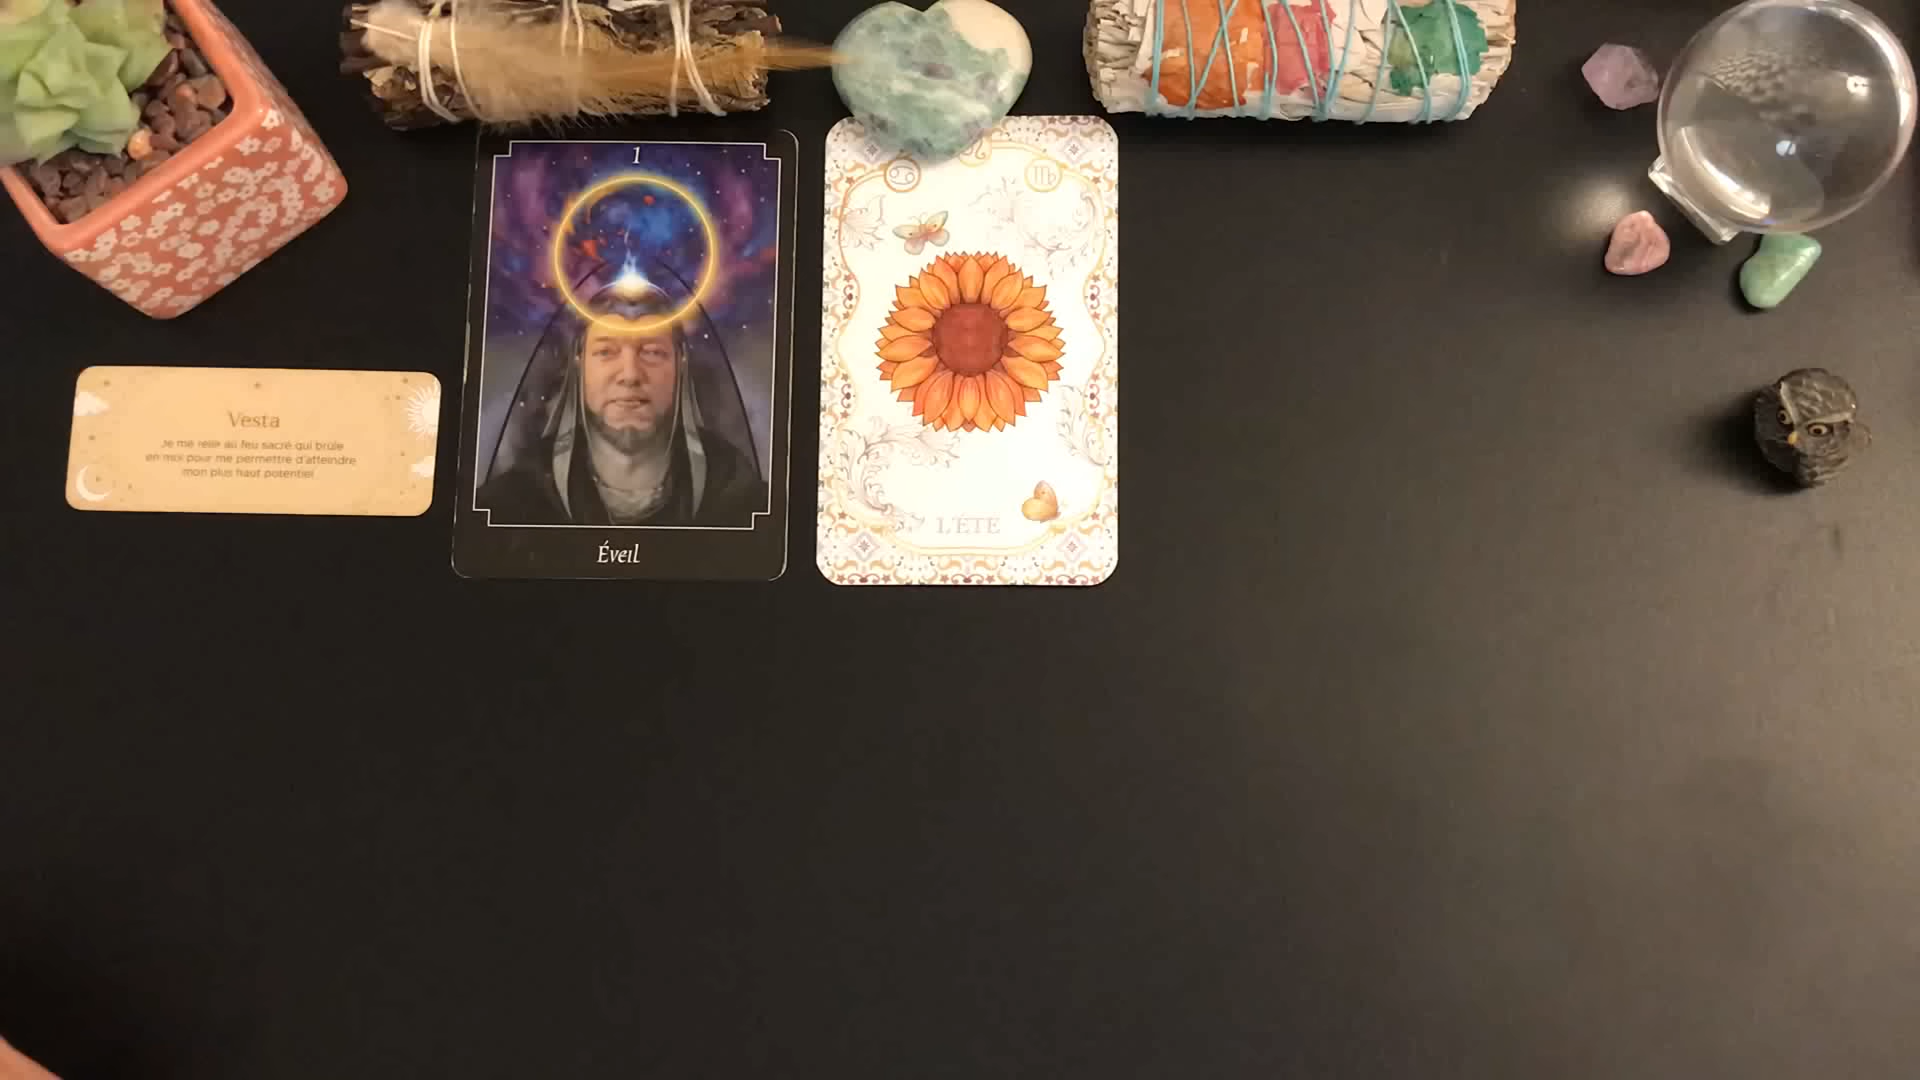 Vesta
Je me relie au feu sacré qui brûle
en moi pour me permettre d'atteindre
mon plus haut potentiel
1
Éveil
L'ÉTÉ